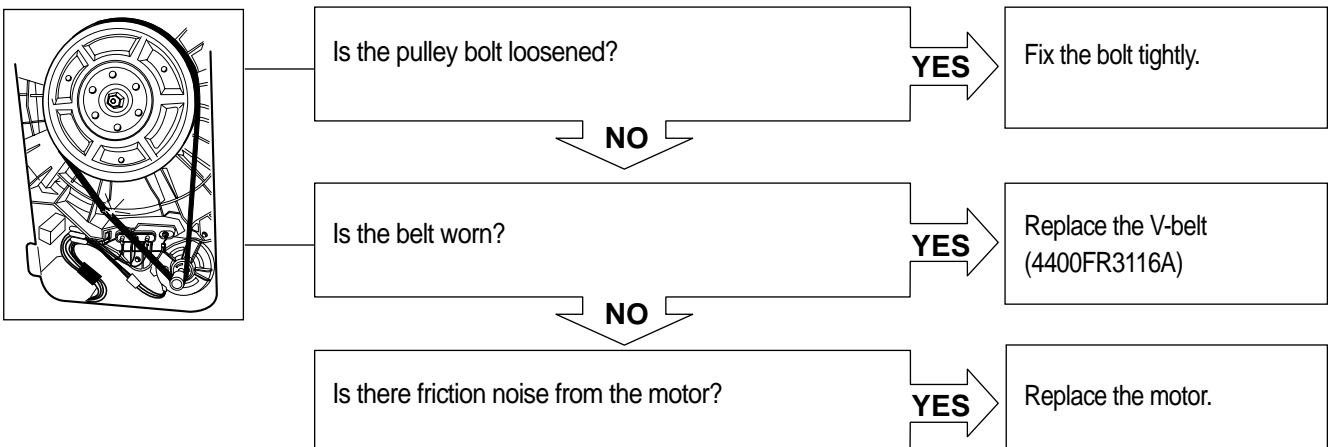 Is the pulley bolt loosened?
YES
Fix the bolt tightly.
NO
Is the belt worn?
YES
Replace the V-belt
(4400FR3116A)
NO
Is there friction noise from the motor?
YES
Replace the motor.